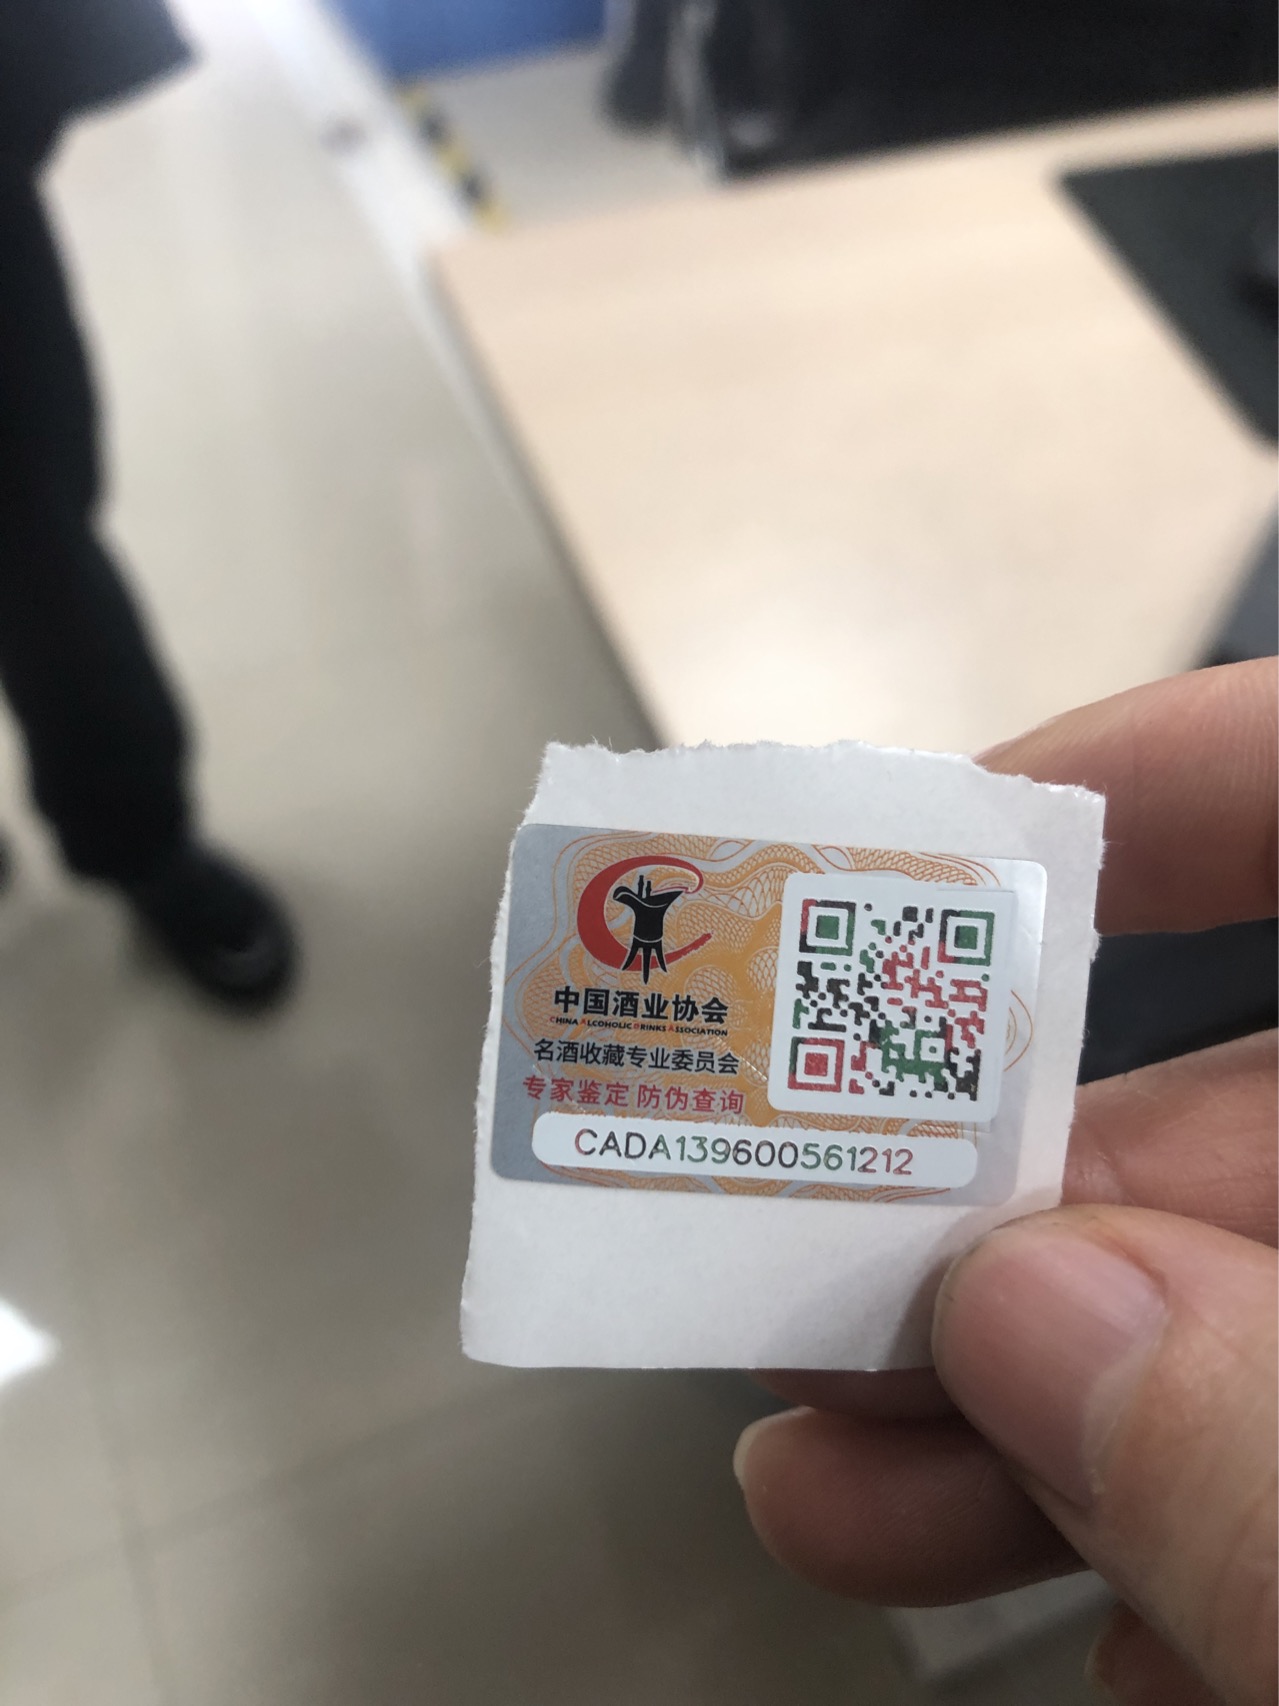 中国酒业协会
CHINA ALCOHOLIC DRINKS ASSOCIATION
名酒收藏专业委员会
专家鉴定 防伪查询
CADA139600561212